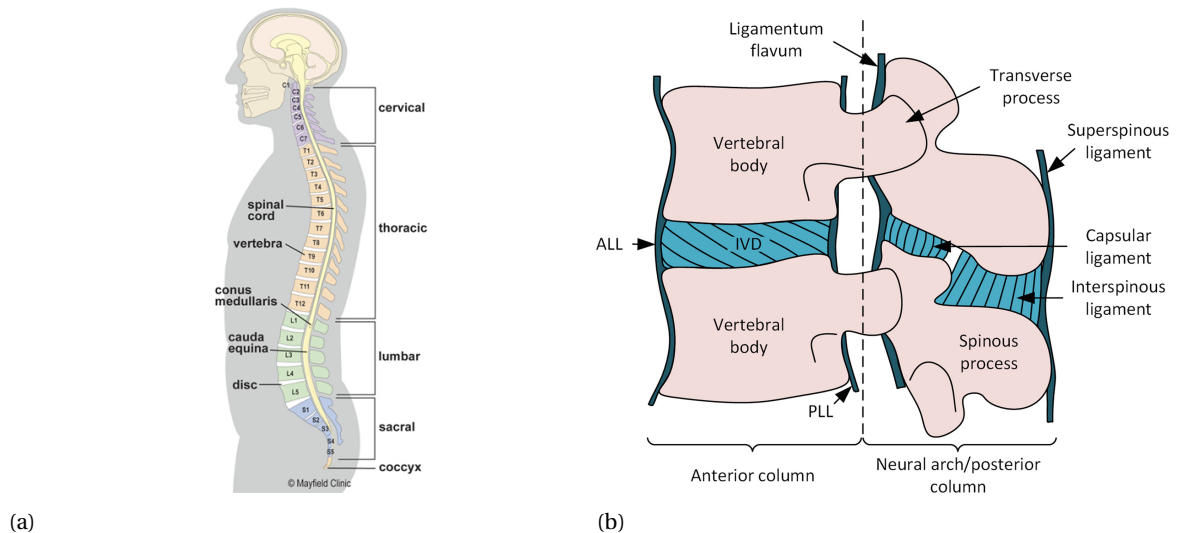 C1
C2
C3
C4
C5
C6
C7
T1
T2
T3
T4
T5
T6
T7
T8
T9
T10
T11
T12
L1
L2
L3
L4
L5
S1
S2
S3
S4
S5
cervical
spinal
cord
thoracic
vertebra
conus
medullaris
cauda
equina
lumbar
disc
sacral
coccyx
© Mayfield Clinic
(a)
Ligamentum
flavum
Transverse
process
Superspinous
ligament
Vertebral
body
ALL
IVD
Capsular
ligament
Interspinous
ligament
Vertebral
body
Spinous
process
PLL
Anterior column
Neural arch/posterior
column
(b)